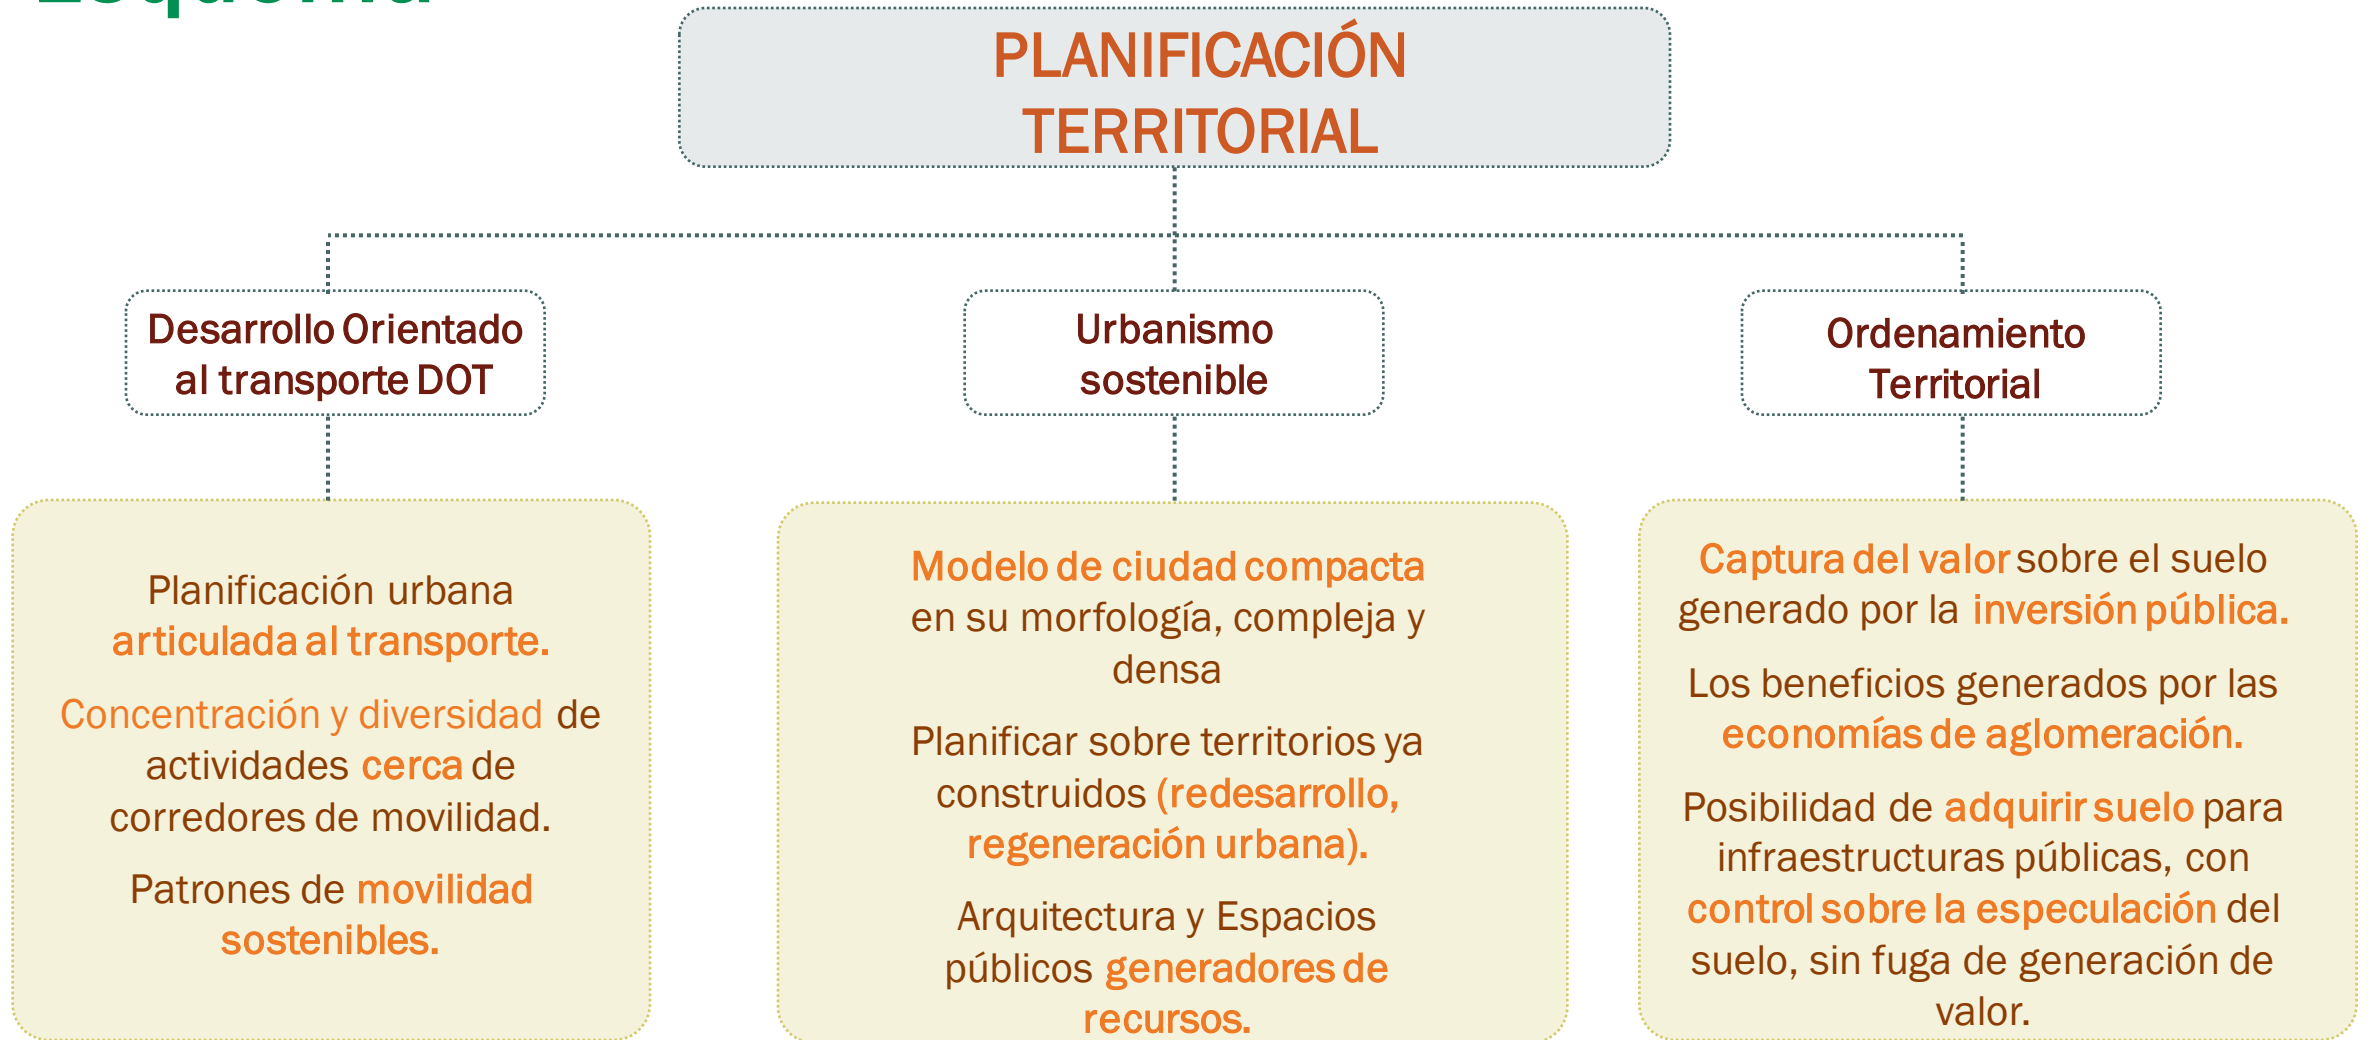 Esquema
PLANIFICACIÓN
TERRITORIAL
Desarrollo Orientado
al transporte DOT
Urbanismo
sostenible
Ordenamiento
Territorial
Planificación urbana
articulada al transporte.
Concentración y diversidad de
actividades cerca de
corredores de movilidad.
Patrones de movilidad
sostenibles.
Modelo de ciudad compacta
en su morfología, compleja y
densa
Planificar sobre territorios ya
construidos (redesarrollo,
regeneración urbana).
Arquitectura y Espacios
públicos generadores de
recursos.
Captura del valor sobre el suelo
generado por la inversión pública.
Los beneficios generados por las
economías de aglomeración.
Posibilidad de adquirir suelo para
infraestructuras públicas, con
control sobre la especulación del
suelo, sin fuga de generación de
valor.